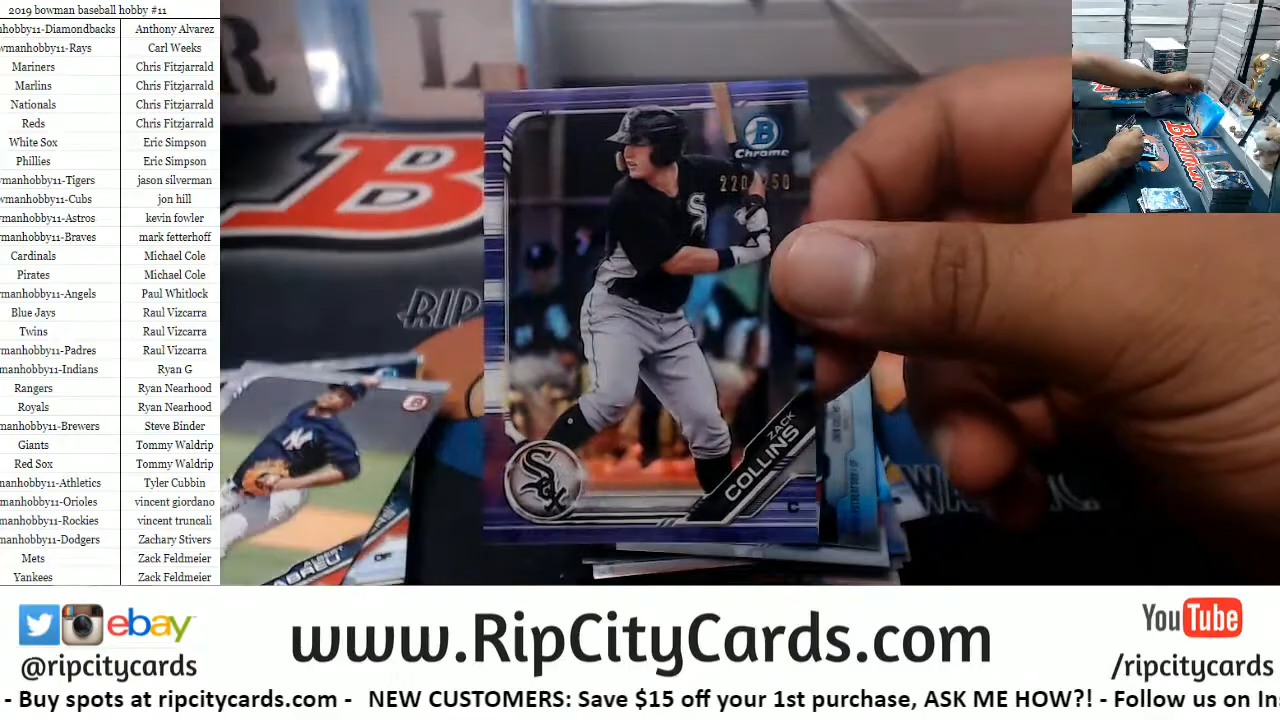 2019 bowman baseball hobby #11
hobby11-Diamondbacks Anthony Alvarez
manhobby11-Rays Carl Weeks
Mariners Chris Fitzjarrald
Marlins Chris Fitzjarrald
Nationals Chris Fitzjarrald
Reds Chris Fitzjarrald
White Sox Eric Simpson
Phillies Eric Simpson
manhobby11-Tigers jason silverman
manhobby11-Cubs jon hill
manhobby11-Astros kevin fowler
manhobby11-Braves mark fetterhoff
Cardinals Michael Cole
Pirates Michael Cole
manhobby11-Angels Paul Whitlock
Blue Jays Raul Vizcarra
Twins Raul Vizcarra
manhobby11-Padres Raul Vizcarra
manhobby11-Indians Ryan G
Rangers Ryan Nearhood
Royals Ryan Nearhood
manhobby11-Brewers Steve Binder
Giants Tommy Waldrip
Red Sox Tommy Waldrip
manhobby11-Athletics Tyler Cubbin
manhobby11-Orioles vincent giordano
manhobby11-Rockies vincent truncali
manhobby11-Dodgers Zachary Stivers
Mets Zack Feldmeier
Yankees Zack Feldmeier
B
Chrome
220/250
Sox
ZACK
COLLINS
C
RIP
B
OF
BOWMAN
ebay
@ripcitycards
www.RipCityCards.com
YouTube
/ripcitycards
- Buy spots at ripcitycards.com - NEW CUSTOMERS: Save $15 off your 1st purchase, ASK ME HOW?! - Follow us on In